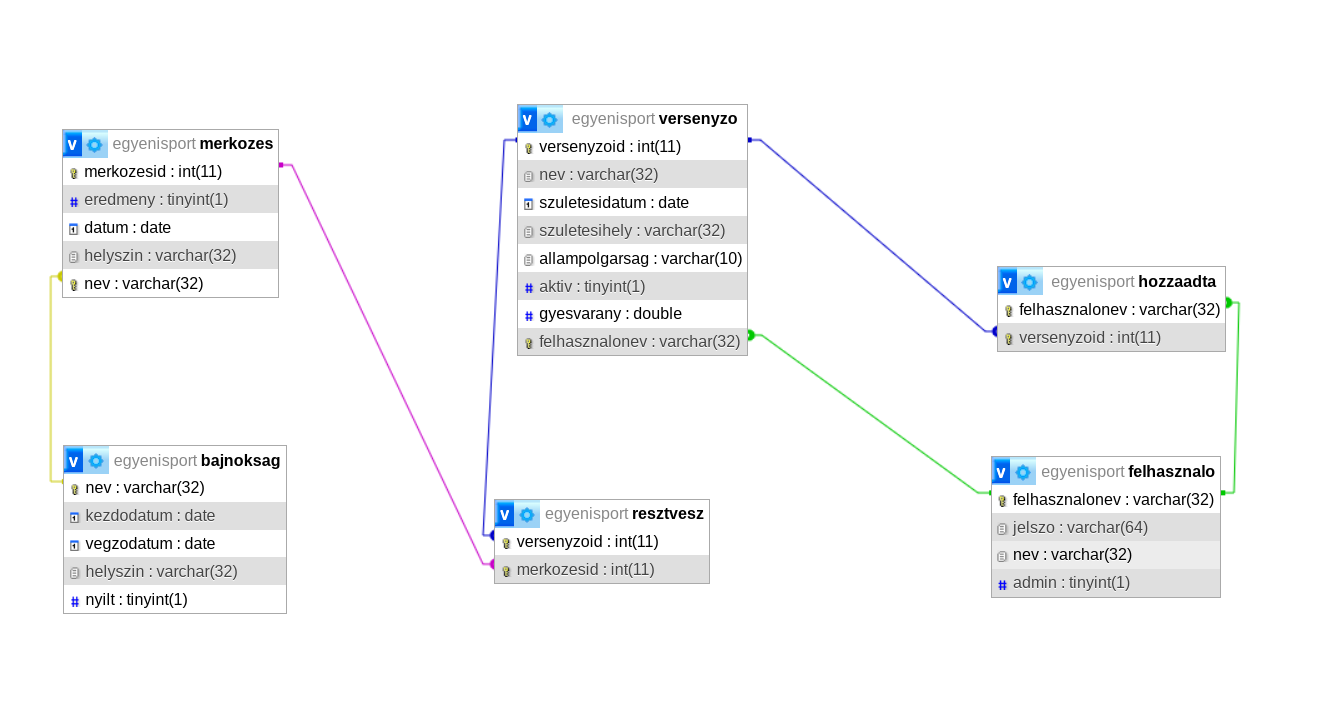 v egyenisport merkozes
merkozesid : int(11)
# eredmeny : tinyint(1)
datum : date
helyszin : varchar(32)
nev : varchar(32)
v egyenisport bajnoksag
nev : varchar(32)
kezdodatum : date
vegzodatum : date
helyszin : varchar(32)
# nyilt : tinyint(1)
v egyenisport versenyzo
versenyzoid : int(11)
nev : varchar(32)
szuletesidatum : date
szuletesihely : varchar(32)
allampolgarsag : varchar(10)
# aktiv : tinyint(1)
# gyesvarany : double
felhasznalonev : varchar(32)
v egyenisport resztvesz
versenyzoid : int(11)
merkozesid : int(11)
v egyenisport hozzaadta
felhasznalonev : varchar(32)
versenyzoid : int(11)
v egyenisport felhasznalo
felhasznalonev : varchar(32)
jelszo : varchar(64)
nev : varchar(32)
# admin : tinyint(1)